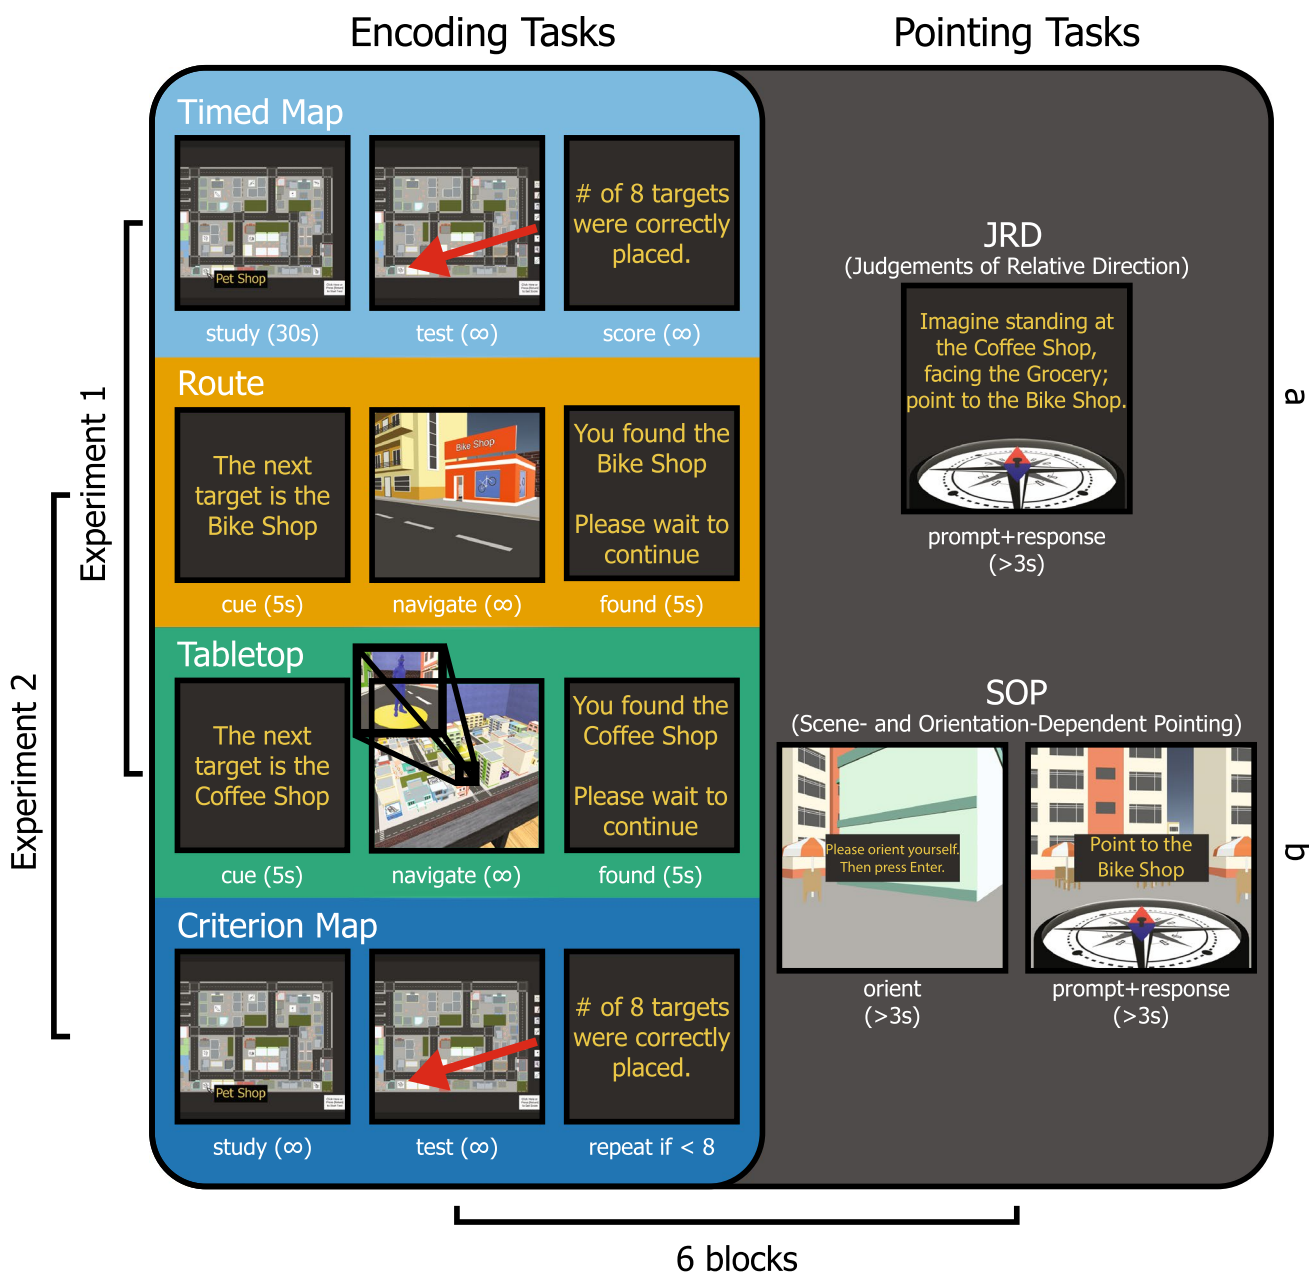 Encoding Tasks
Pointing Tasks
Timed Map
Pet Shop
# of 8 targets
were correctly
placed.
study (30s)
test (∞)
score (∞)
Route
The next
target is the
Bike Shop
Bike Shop
You found the
Bike Shop
Please wait to
continue
cue (5s)
navigate (∞)
found (5s)
Tabletop
The next
target is the
Coffee Shop
You found the
Coffee Shop
Please wait to
continue
cue (5s)
navigate (∞)
found (5s)
Criterion Map
Pet Shop
# of 8 targets
were correctly
placed.
study (∞)
test (∞)
repeat if < 8
Experiment 1
Experiment 2
JRD
(Judgements of Relative Direction)
Imagine standing at
the Coffee Shop,
facing the Grocery;
point to the Bike Shop.
prompt+response
(>3s)
a
SOP
(Scene- and Orientation-Dependent Pointing)
Please orient yourself.
Then press Enter.
Point to the
Bike Shop
orient
(>3s)
prompt+response
(>3s)
b
6 blocks